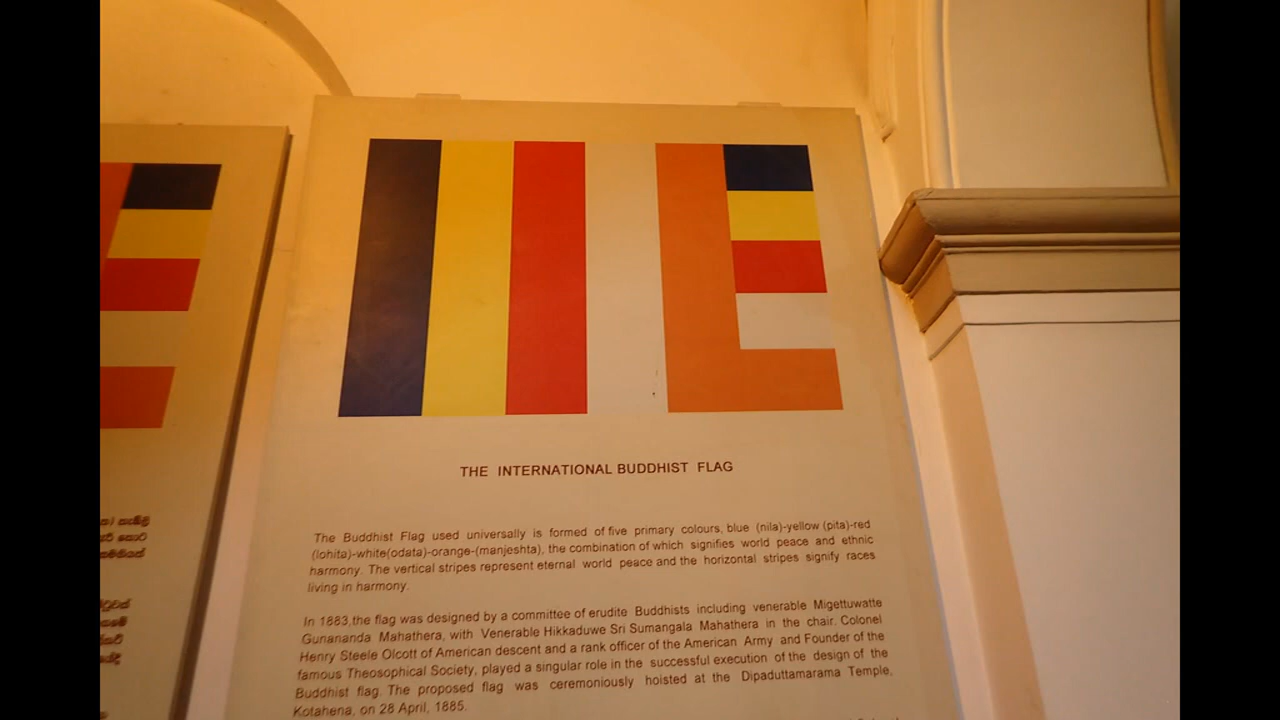 THE INTERNATIONAL BUDDHIST FLAG
The Buddhist Flag used universally is formed of five primary colours, blue (nila)-yellow (pita)-red
(lohita)-white(odata)-orange-(manjeshta), the combination of which signifies world peace and ethnic
harmony. The vertical stripes represent eternal world peace and the horizontal stripes signify races
living in harmony.
In 1883,the flag was designed by a committee of erudite Buddhists including venerable Migettuwatte
Gunananda Mahathera, with Venerable Hikkaduwe Sri Sumangala Mahathera in the chair. Colonel
Henry Steele Olcott of American descent and a rank officer of the American Army and Founder of the
famous Theosophical Society, played a singular role in the successful execution of the design of the
Buddhist flag. The proposed flag was ceremoniously hoisted at the Dipaduttamarama Temple,
Kotahena, on 28 April, 1885.